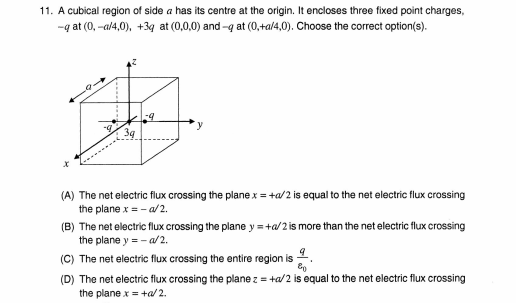 11. A cubical region of side a has its centre at the origin. It encloses three fixed point charges,
–q at (0, –a/4,0), +3q at (0,0,0) and –q at (0,+a/4,0). Choose the correct option(s).
z
a
-q
y
-q
3q
x
(A) The net electric flux crossing the plane x = +a/2 is equal to the net electric flux crossing
the plane x = – a/2.
(B) The net electric flux crossing the plane y = +a/2 is more than the net electric flux crossing
the plane y = – a/2.
(C) The net electric flux crossing the entire region is q/ε₀.
(D) The net electric flux crossing the plane z = +a/2 is equal to the net electric flux crossing
the plane x = +a/2.